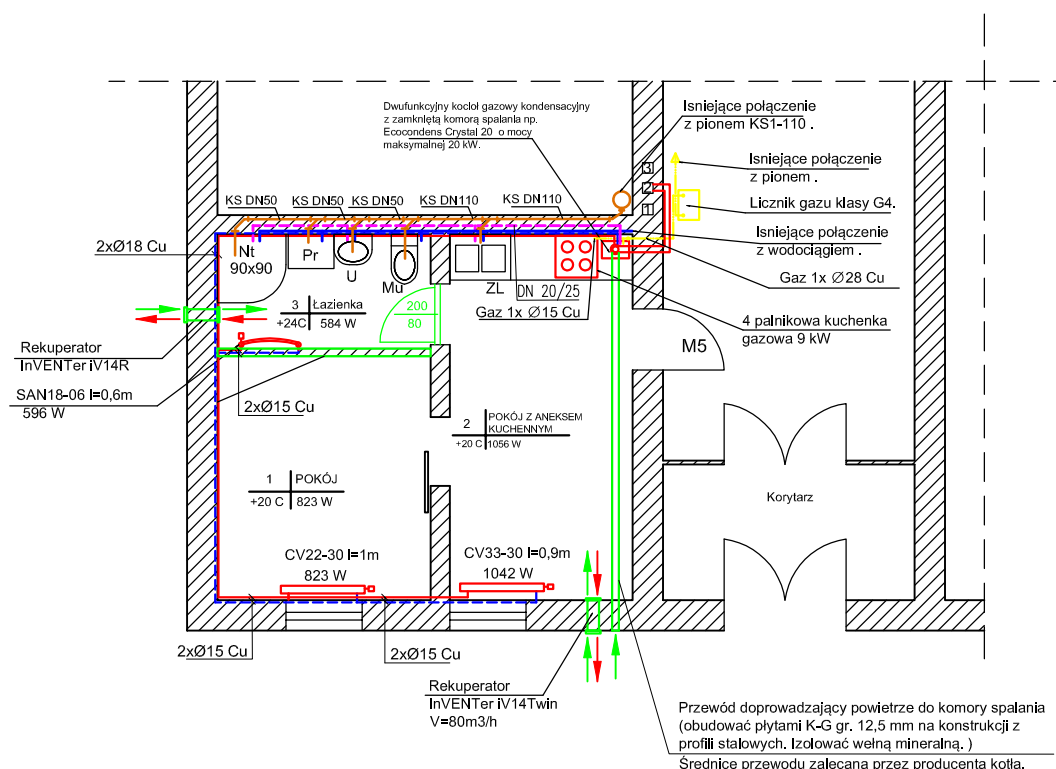 Dwufunkcyjny kocioł gazowy kondensacyjny
z zamkniętą komorą spalania np.
Ecocondens Crystal 20 o mocy
maksymalnej 20 kW.
Isniejące połączenie
z pionem KS1-110 .
Isniejące połączenie
z pionem .
Licznik gazu klasy G4.
Isniejące połączenie
z wodociągiem .
Gaz 1x Ø28 Cu
3
2
1
KS DN50
KS DN50
KS DN50
KS DN110
KS DN110
2xØ18 Cu
Nt
90x90
Pr
U
Mu
ZL
DN 20/25
Gaz 1x Ø15 Cu
3 Łazienka
+24C 584 W
200
80
4 palnikowa kuchenka
gazowa 9 kW
M5
Rekuperator
InVENTer iV14R
SAN18-06 l=0,6m
596 W
2xØ15 Cu
2 POKÓJ Z ANEKSEM
KUCHENNYM
+20 C 1056 W
1 POKÓJ
+20 C 823 W
Korytarz
CV22-30 l=1m
823 W
CV33-30 l=0,9m
1042 W
2xØ15 Cu
2xØ15 Cu
Rekuperator
InVENTer iV14Twin
V=80m3/h
Przewód doprowadzający powietrze do komory spalania
(obudować płytami K-G gr. 12,5 mm na konstrukcji z
profili stalowych. Izolować wełną mineralną. )
Średnice przewodu zalecana przez producenta kotła.